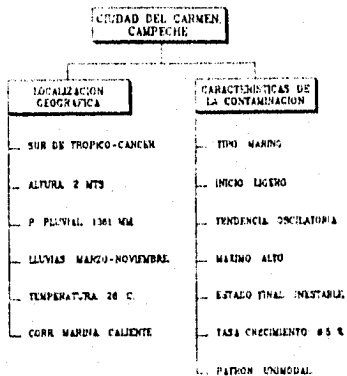 CIUDAD DEL CARMEN,
CAMPECHE
LOCALIZACION
GEOGRAFICA
SUR DE TROPICO-CANCER
ALTURA 2 MTS
P. PLUVIAL 1361 MM.
LLUVIAS MARZO-NOVIEMBRE.
TEMPERATURA 26 C.
CORR. MARINA CALIENTE
CARACTERISTICAS DE
LA CONTAMINACION
TIPO MARINO
INICIO LIGERO
TENDENCIA OSCILATORIA
MAXIMO ALTO
ESTADO FINAL INESTABLE
TASA CRECIMIENTO %
PATRON UNIMODAL